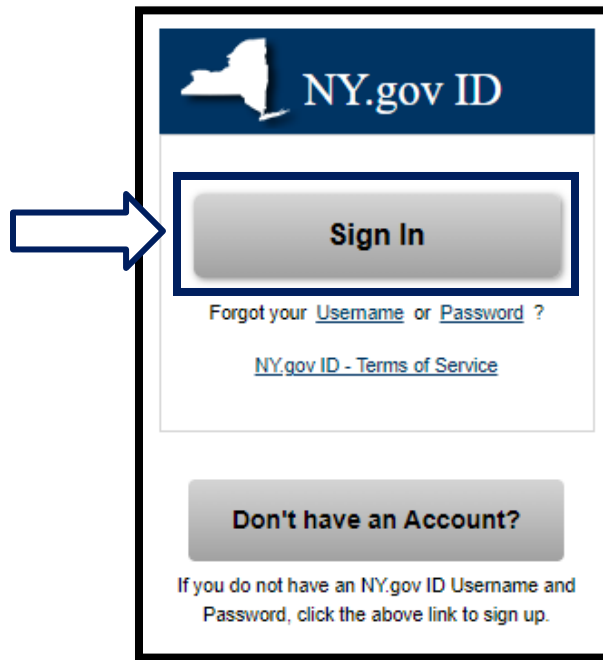 NY.gov ID
Sign In
Forgot your Username or Password ?
NY.gov ID - Terms of Service
Don't have an Account?
If you do not have an NY.gov ID Username and
Password, click the above link to sign up.